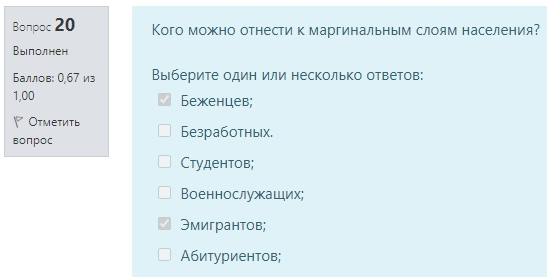 Вопрос 20
Выполнен
Баллов: 0,67 из
1,00
Отметить
вопрос
Кого можно отнести к маргинальным слоям населения?
Выберите один или несколько ответов:
Беженцев;
Безработных.
Студентов;
Военнослужащих;
Эмигрантов;
Абитуриентов;